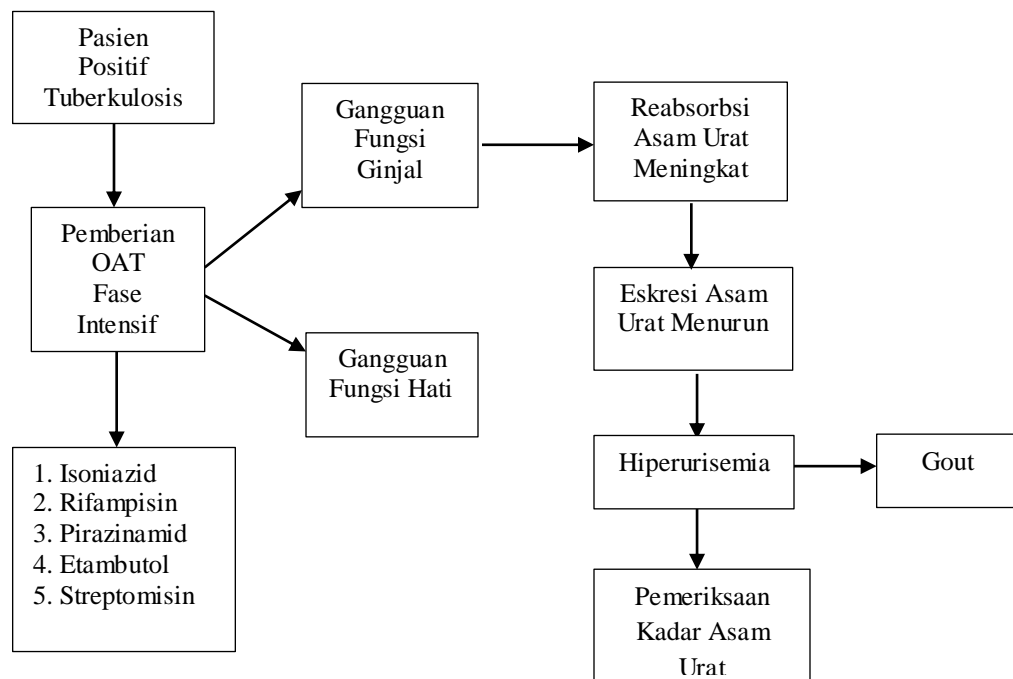 Pasien
Positif
Tuberkulosis
Gangguan
Fungsi
Ginjal
Reabsorbsi
Asam Urat
Meningkat
Pemberian
OAT
Fase
Intensif
Eskresi Asam
Urat Menurun
Gangguan
Fungsi Hati
1. Isoniazid
2. Rifampisin
3. Pirazinamid
4. Etambutol
5. Streptomisin
Hiperurisemia
Gout
Pemeriksaan
Kadar Asam
Urat